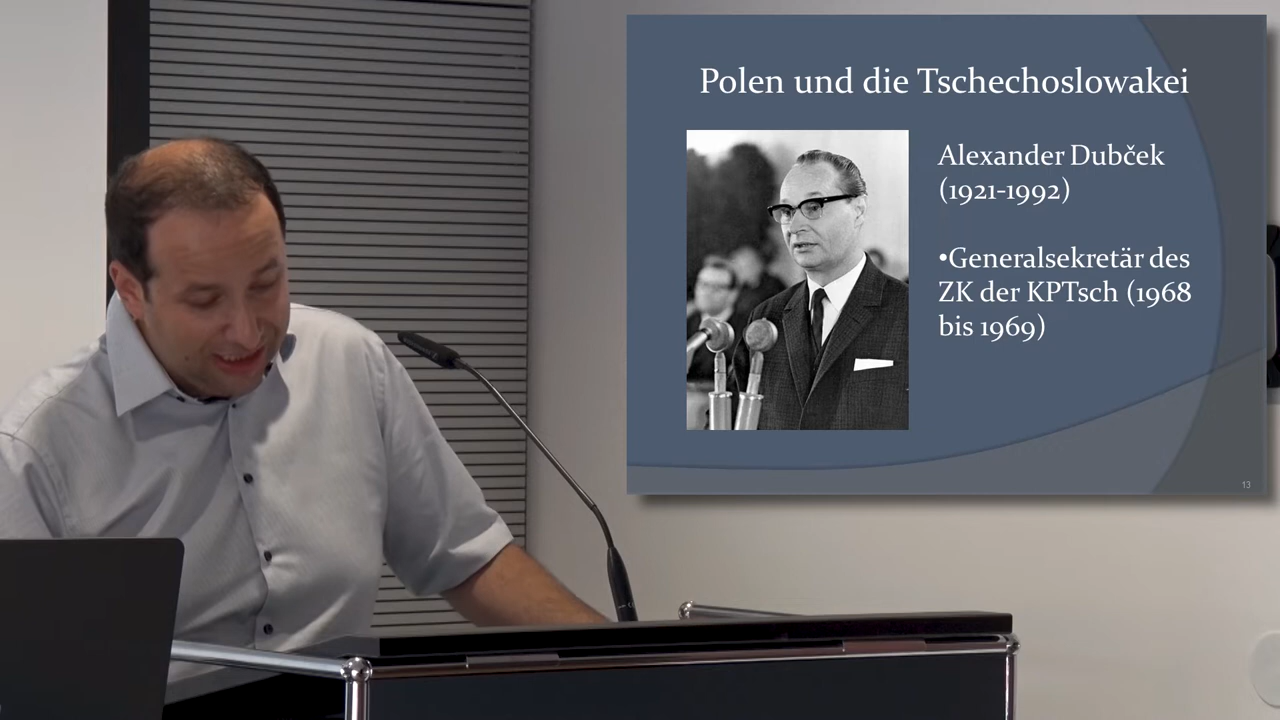 Polen und die Tschechoslowakei
Alexander Dubček
(1921-1992)
•Generalsekretär des
ZK der KPTsch (1968
bis 1969)
13